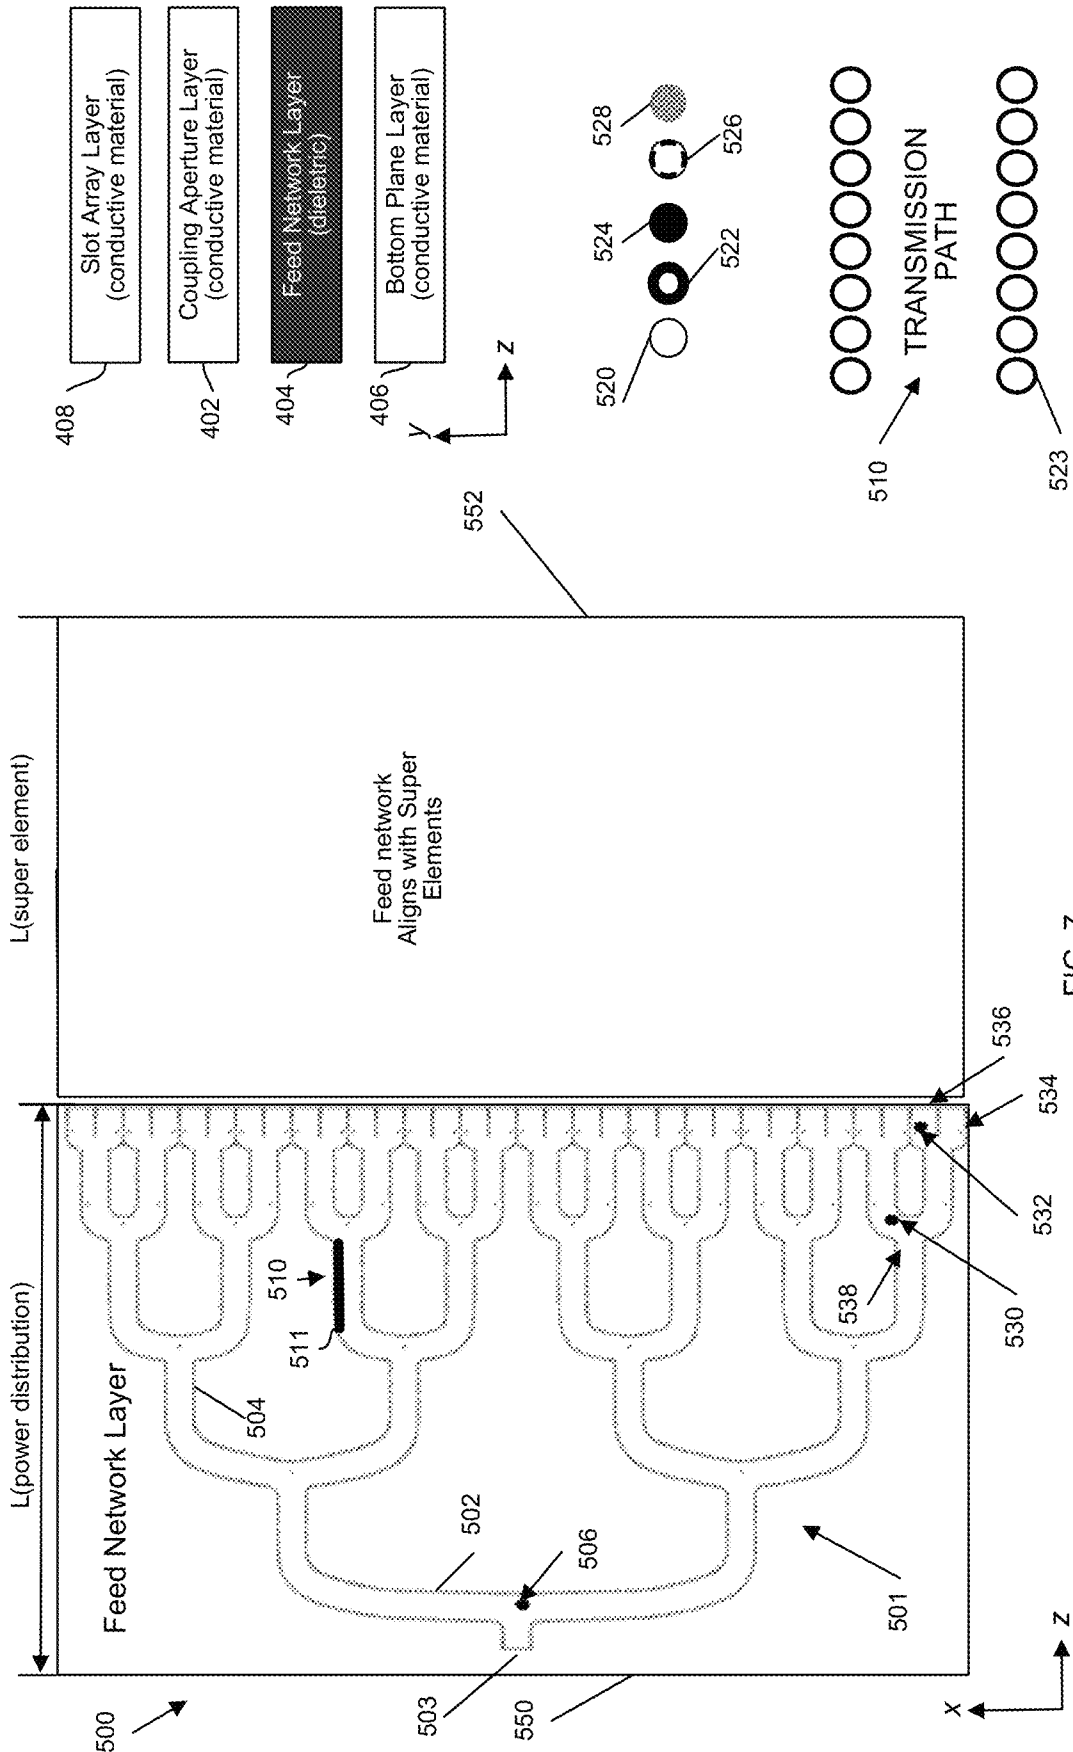 500
503
550
L(power distribution)
Feed Network Layer
502
506
501
504
511
510
538
530
532
534
536
L(super element)
Feed network
Aligns with Super
Elements
552
408
Slot Array Layer
(conductive material)
402
Coupling Aperture Layer
(conductive material)
404
Feed Network Layer
(dieletric)
406
Bottom Plane Layer
(conductive material)
y
z
520
522
524
526
528
510
TRANSMISSION
PATH
523
x
z
FIG. 7